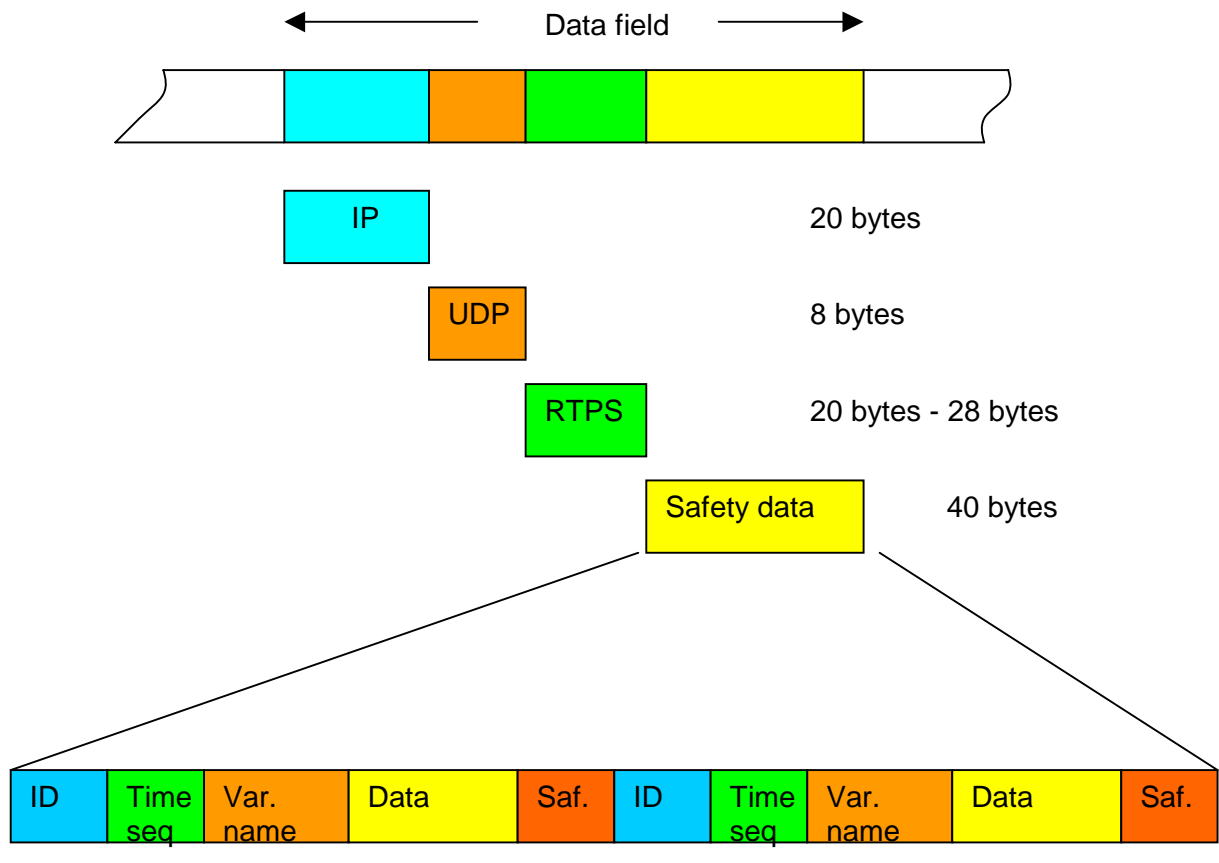 Data field
IP 20 bytes
UDP 8 bytes
RTPS 20 bytes - 28 bytes
Safety data 40 bytes
ID Time Var. Data Saf. ID Time Var. Data Saf.
seq name seq name